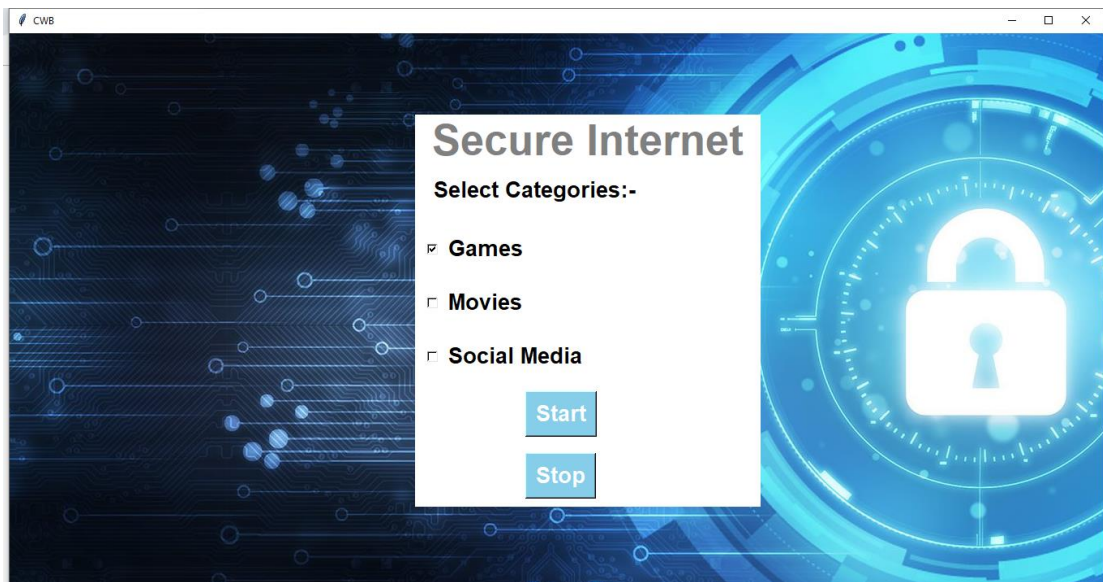 CWB
Secure Internet
Select Categories:-
Games
Movies
Social Media
Start
Stop